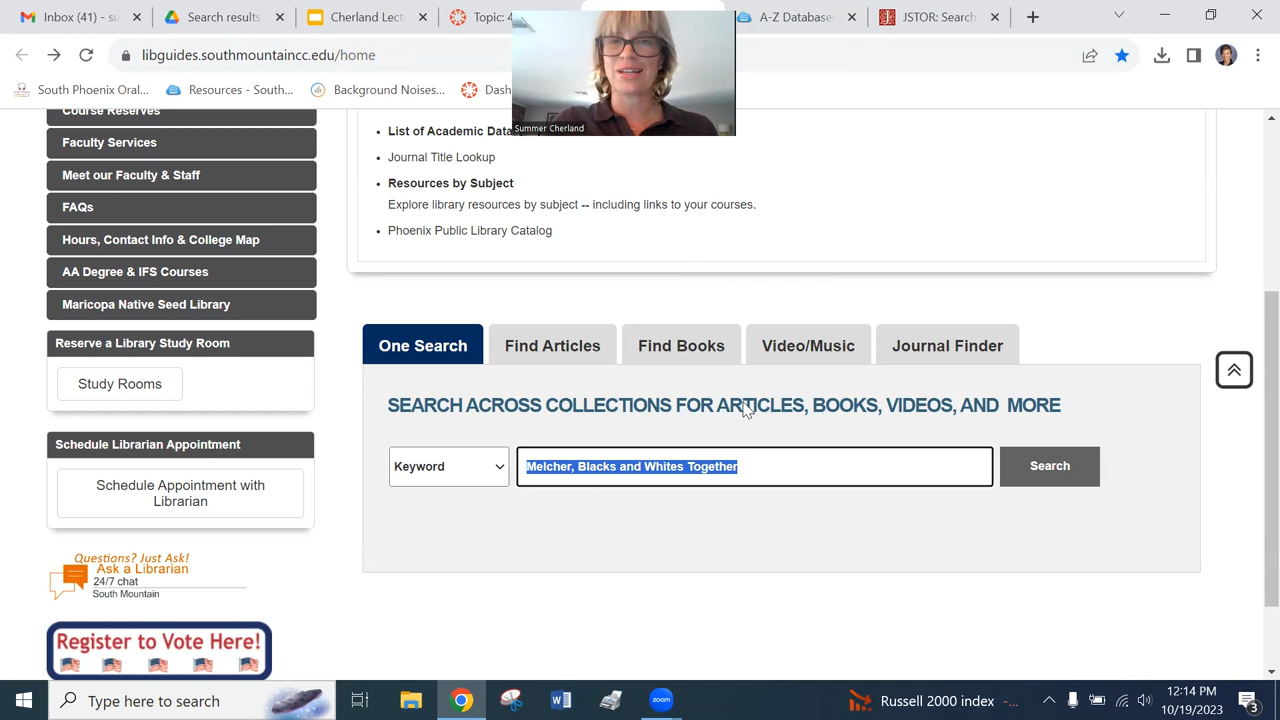 Inbox (41) - su
Search results
Cherland Lect
Topic: 4
A-Z Databases
JSTOR: Search
libguides.southmountaincc.edu/home
South Phoenix Oral...
Resources - South...
Background Noises...
Dash
Summer Cherland
Course Reserves
Faculty Services
Meet our Faculty & Staff
FAQs
Hours, Contact Info & College Map
AA Degree & IFS Courses
Maricopa Native Seed Library
Reserve a Library Study Room
Study Rooms
Schedule Librarian Appointment
Schedule Appointment with
Librarian
Questions? Just Ask!
Ask a Librarian
24/7 chat
South Mountain
Register to Vote Here!
List of Academic Data
Journal Title Lookup
Resources by Subject
Explore library resources by subject -- including links to your courses.
Phoenix Public Library Catalog
One Search
Find Articles
Find Books
Video/Music
Journal Finder
SEARCH ACROSS COLLECTIONS FOR ARTICLES, BOOKS, VIDEOS, AND MORE
Keyword
Melcher, Blacks and Whites Together
Search
Type here to search
zoom
Russell 2000 index
12:14 PM
10/19/2023
3